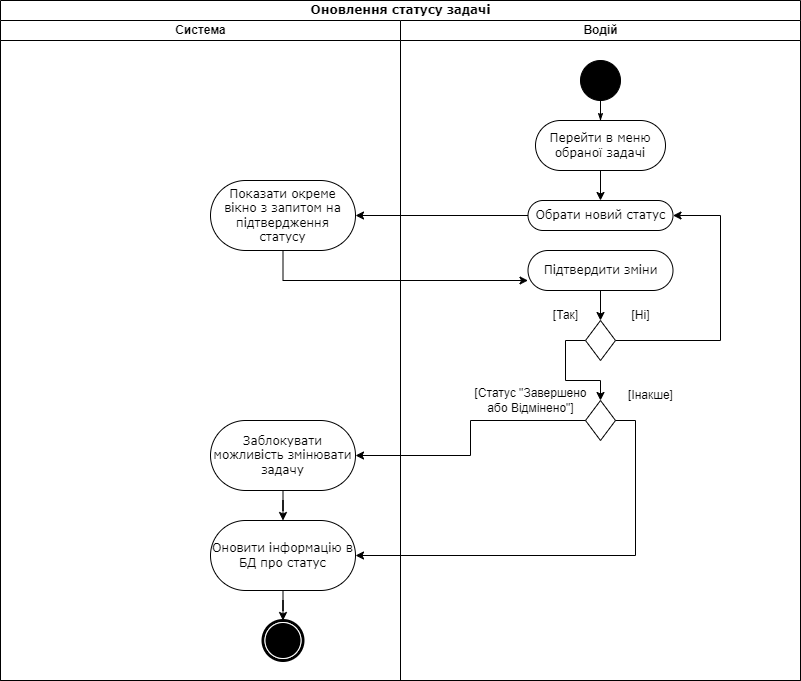 Оновлення статусу задачі
Система
Водій
Перейти в меню
обраної задачі
Показати окреме
вікно з запитом на
підтвердження
статусу
Обрати новий статус
Підтвердити зміни
[Так]
[Ні]
[Статус "Завершено
або Відмінено"]
[Інакше]
Заблокувати
можливість змінювати
задачу
Оновити інформацію в
БД про статус